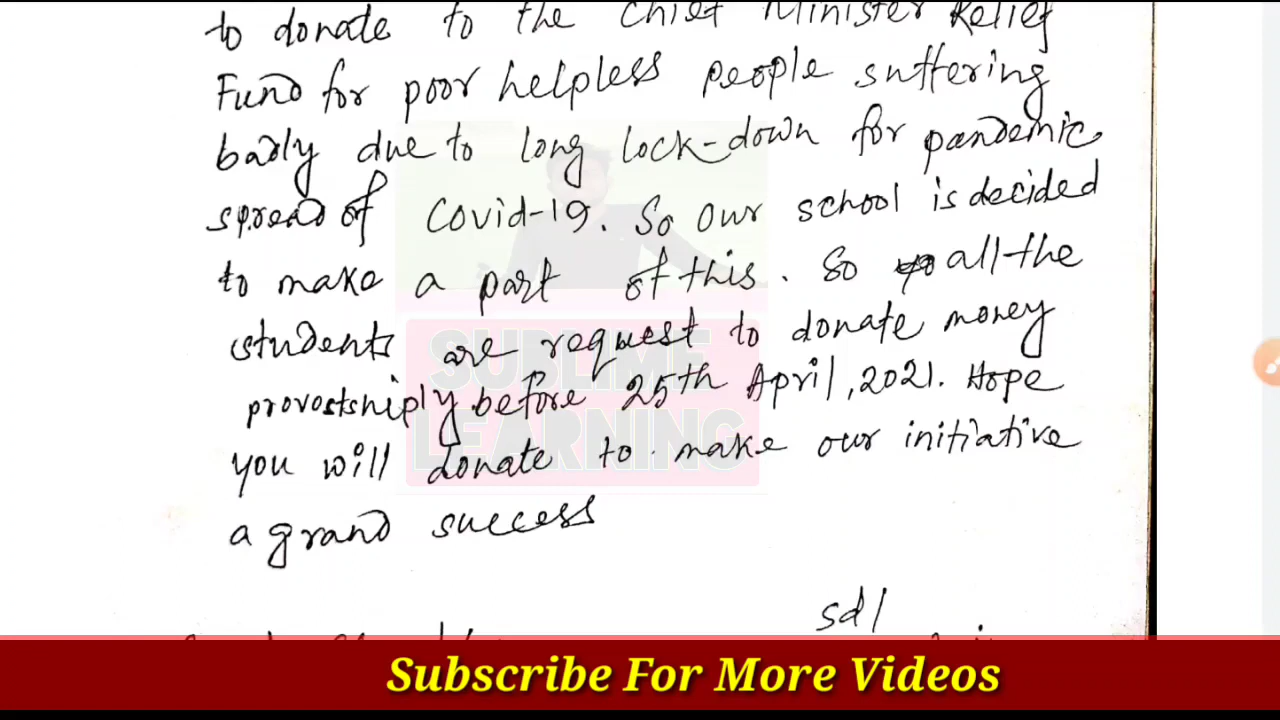 to donate to the Chief Minister Relief
Fund for poor helpless people suffering
badly due to long lock-down for pandemic
spread of Covid-19. So our school is decided
to make a part of this. So all the
students are request to donate money
before 25th April, 2021. Hope
you will donate to make our initiative
a grand success
sd/
SUBLIME
LEARNING
Subscribe For More Videos